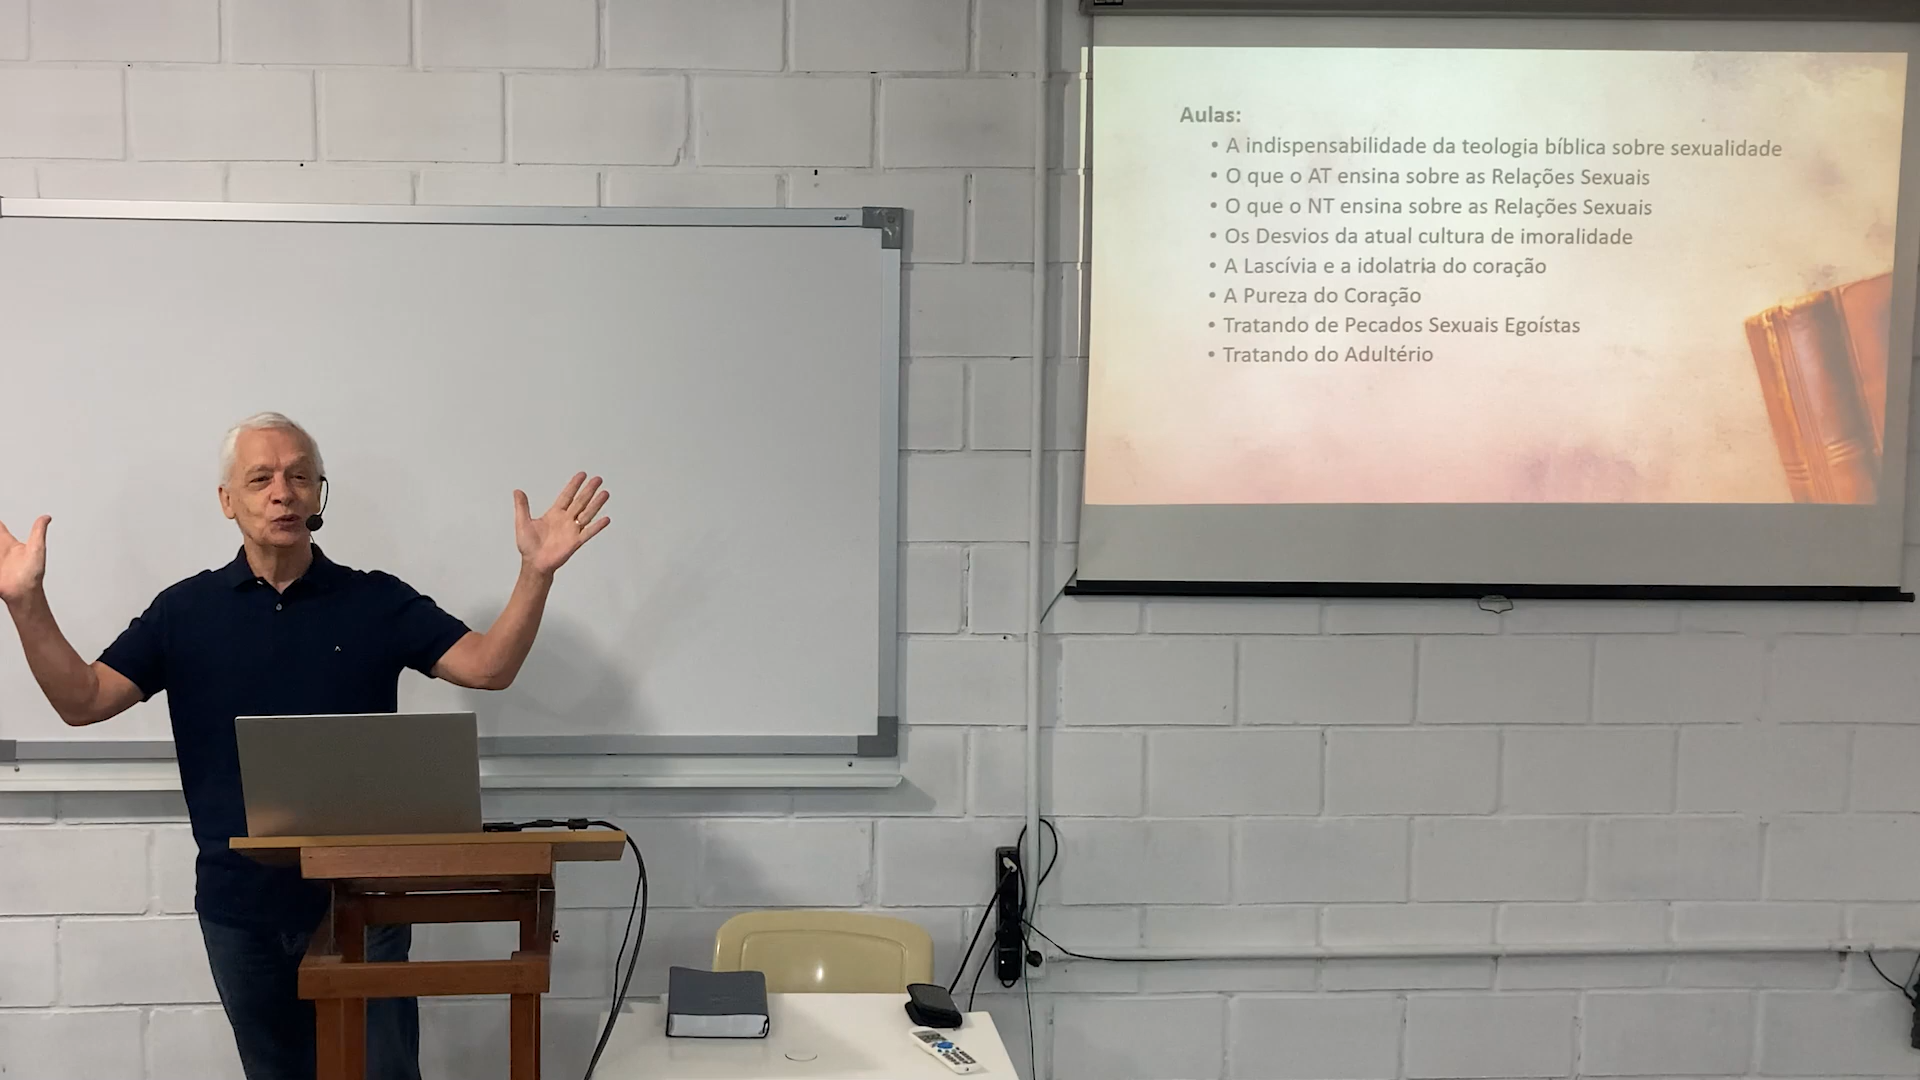 Aulas:
• A indispensabilidade da teologia bíblica sobre sexualidade
• O que o AT ensina sobre as Relações Sexuais
• O que o NT ensina sobre as Relações Sexuais
• Os Desvios da atual cultura de imoralidade
• A Lascívia e a idolatria do coração
• A Pureza do Coração
• Tratando de Pecados Sexuais Egoístas
• Tratando do Adultério